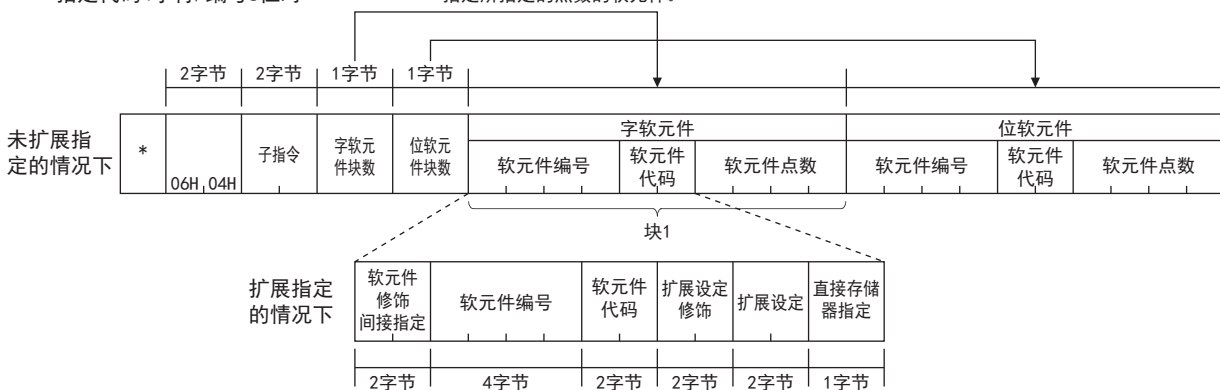 指定所指定的点数的软元件。
2字节 2字节 1字节 1字节
未扩展指
定的情况下
*
06H 04H
子指令
字软元
件块数
位软元
件块数
字软元件
软元件编号
软元件
代码
软元件点数
位软元件
软元件编号
软元件
代码
软元件点数
块1
扩展指定
的情况下
软元件
修饰
间接指定
软元件编号
软元件
代码
扩展设定
修饰
扩展设定
直接存储
器指定
2字节 4字节 2字节 2字节 2字节 1字节